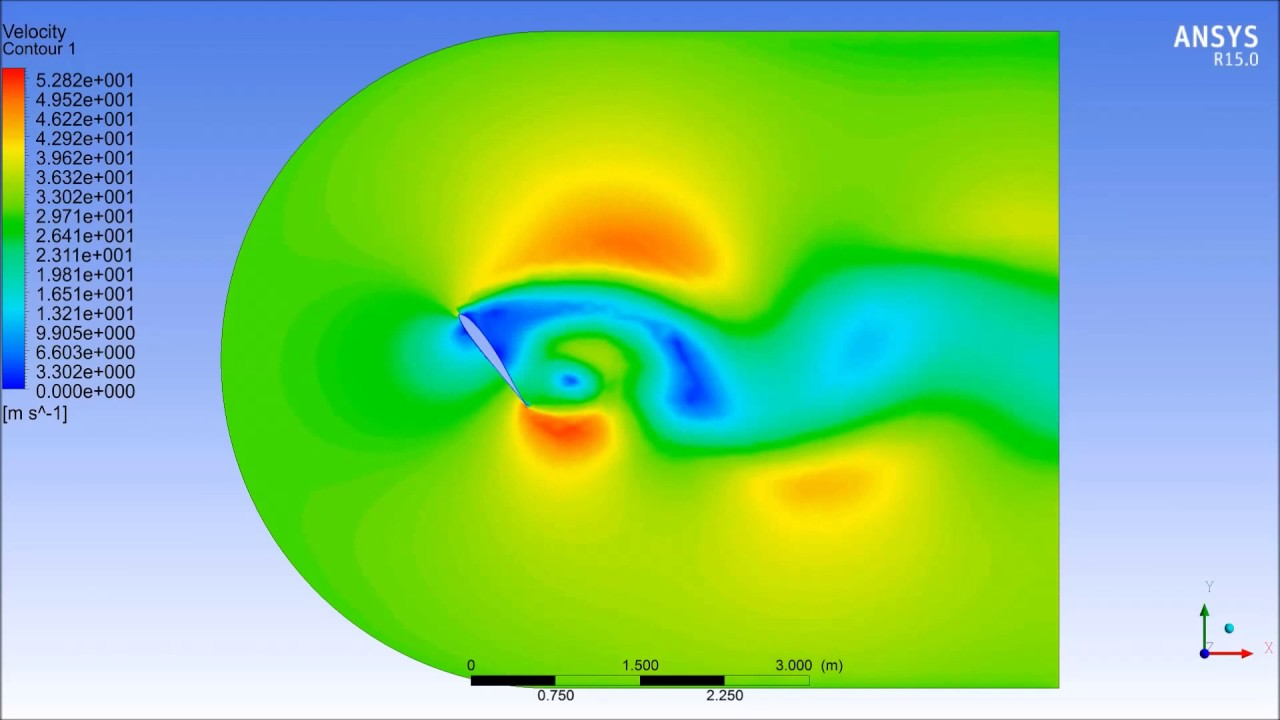 Velocity
Contour 1
5.282e+001
4.952e+001
4.622e+001
4.292e+001
3.962e+001
3.632e+001
3.302e+001
2.971e+001
2.641e+001
2.311e+001
1.981e+001
1.651e+001
1.321e+001
9.905e+000
6.603e+000
3.302e+000
0.000e+000
[m s^-1]
ANSYS
R15.0
0 1.500 3.000 (m)
0.750 2.250
Y
Z X